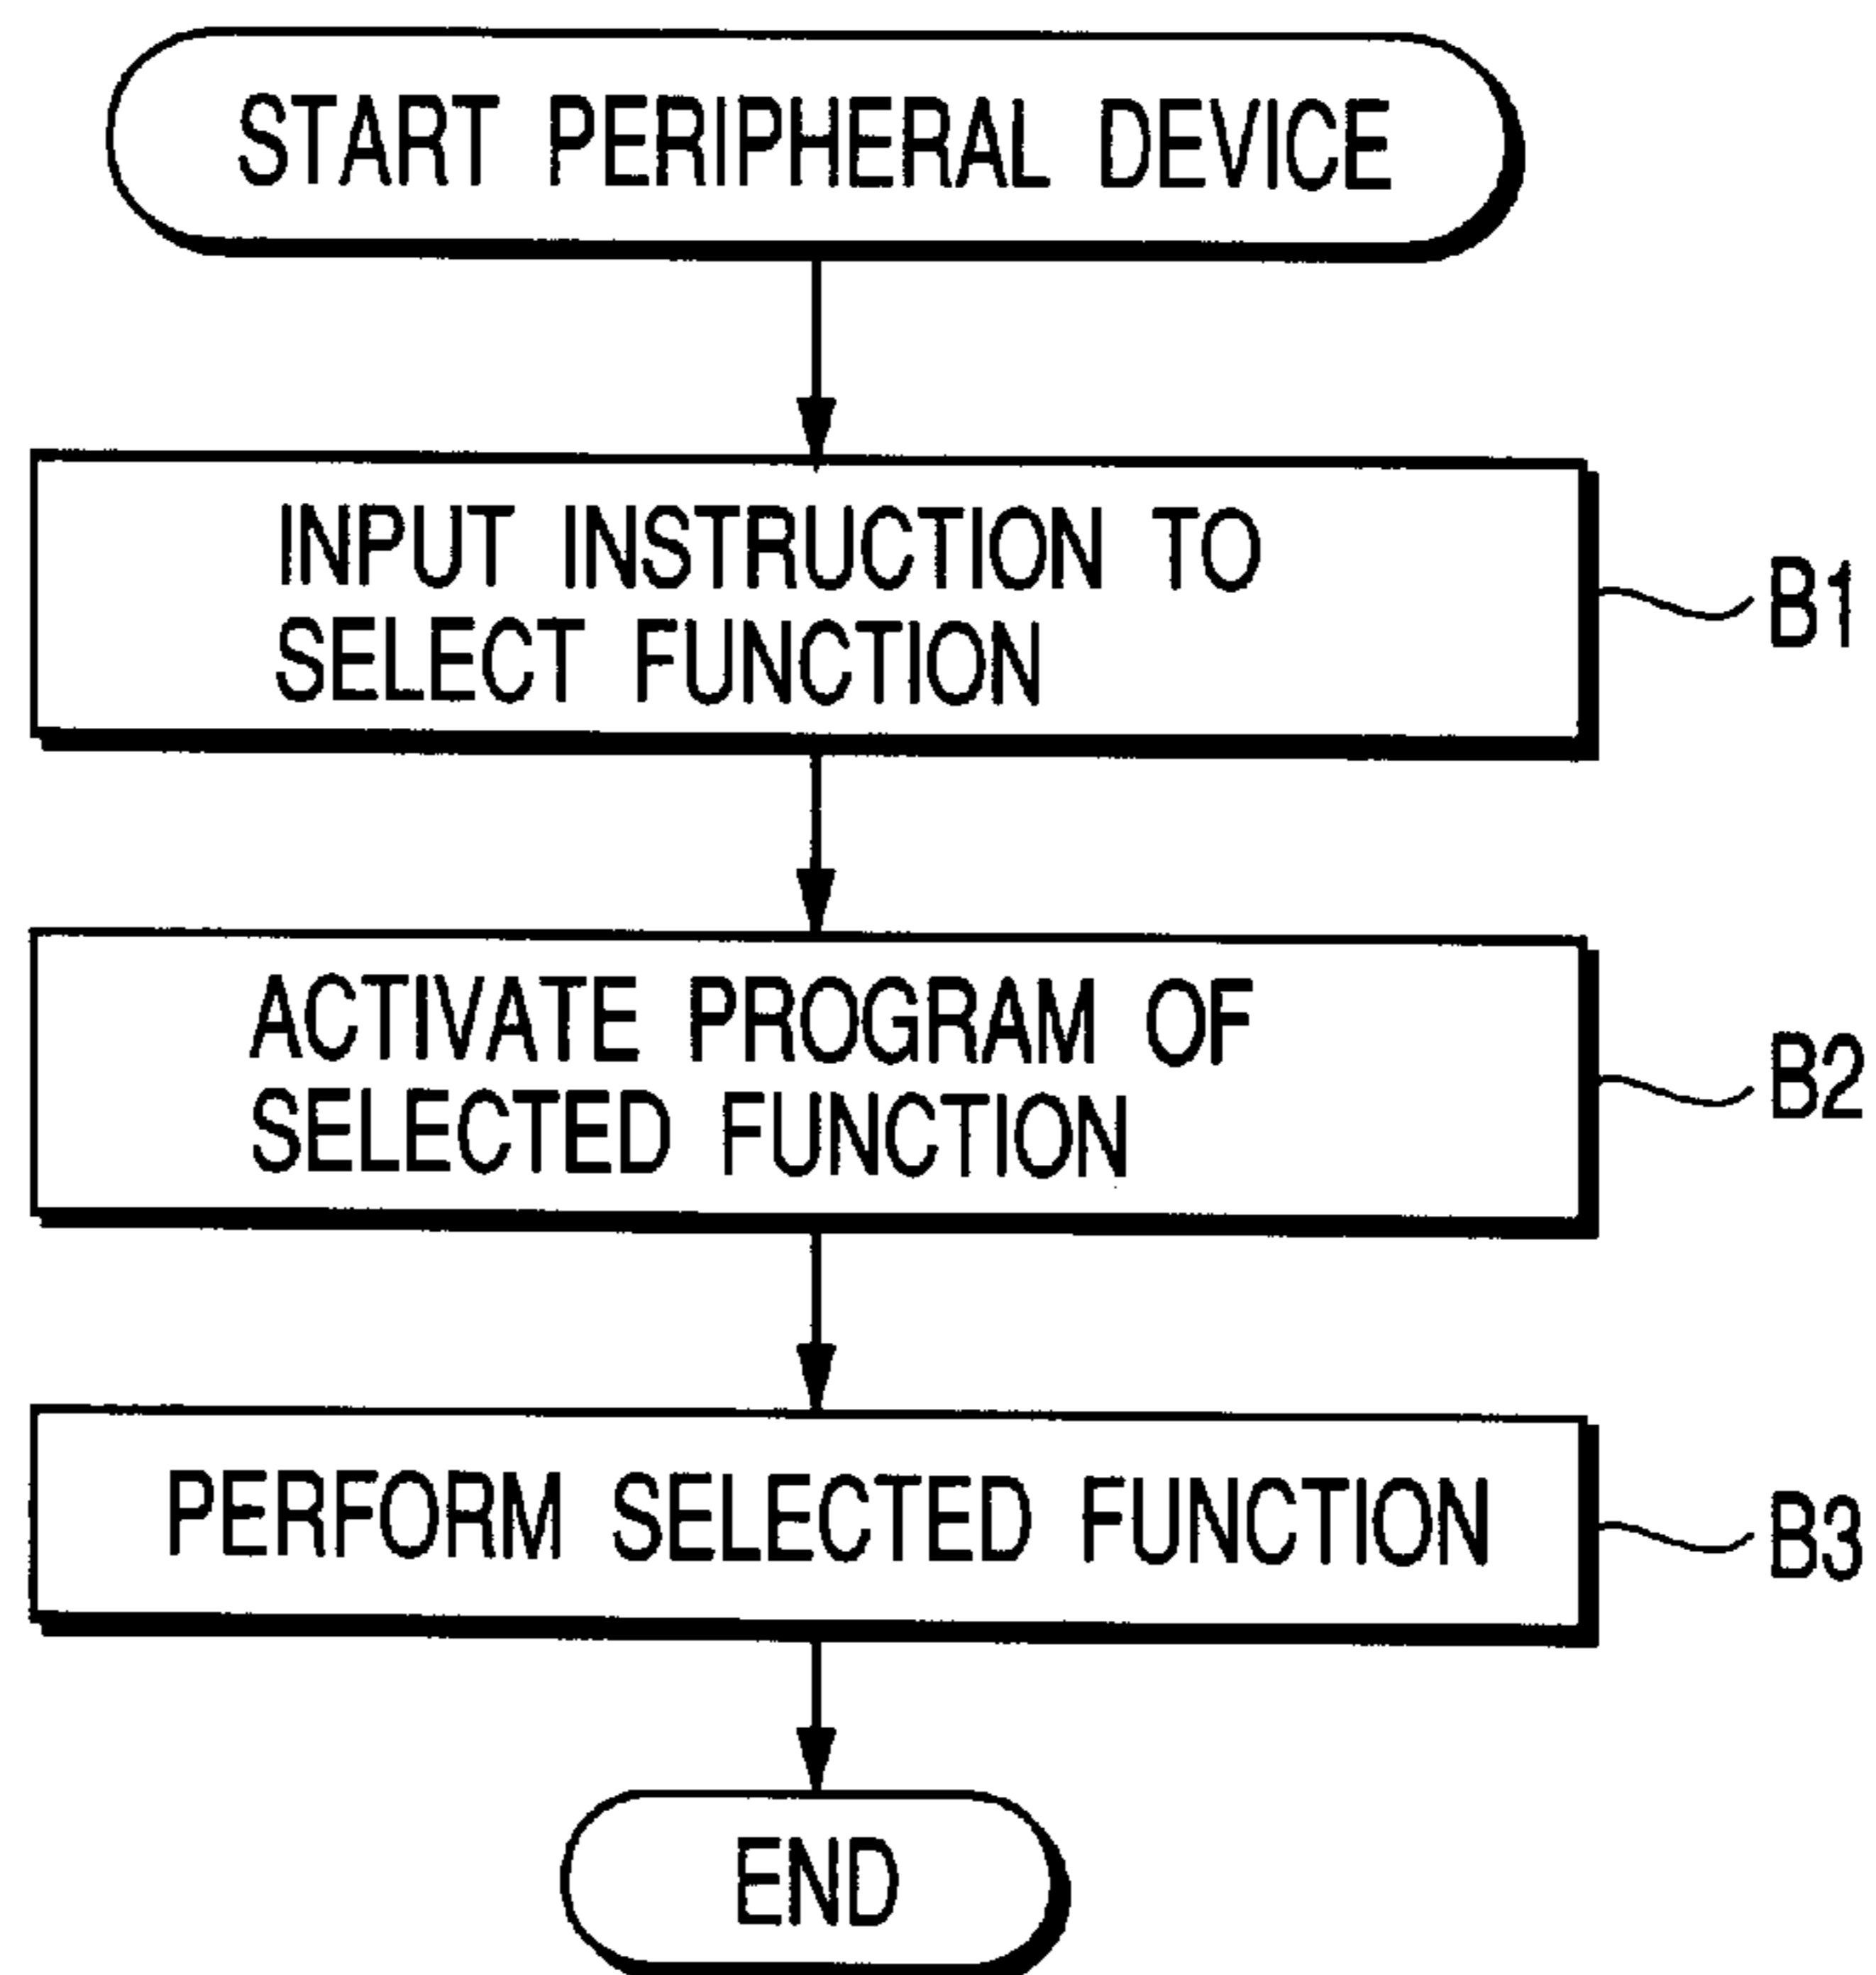 START PERIPHERAL DEVICE
INPUT INSTRUCTION TO
SELECT FUNCTION
B1
ACTIVATE PROGRAM OF
SELECTED FUNCTION
B2
PERFORM SELECTED FUNCTION
B3
END